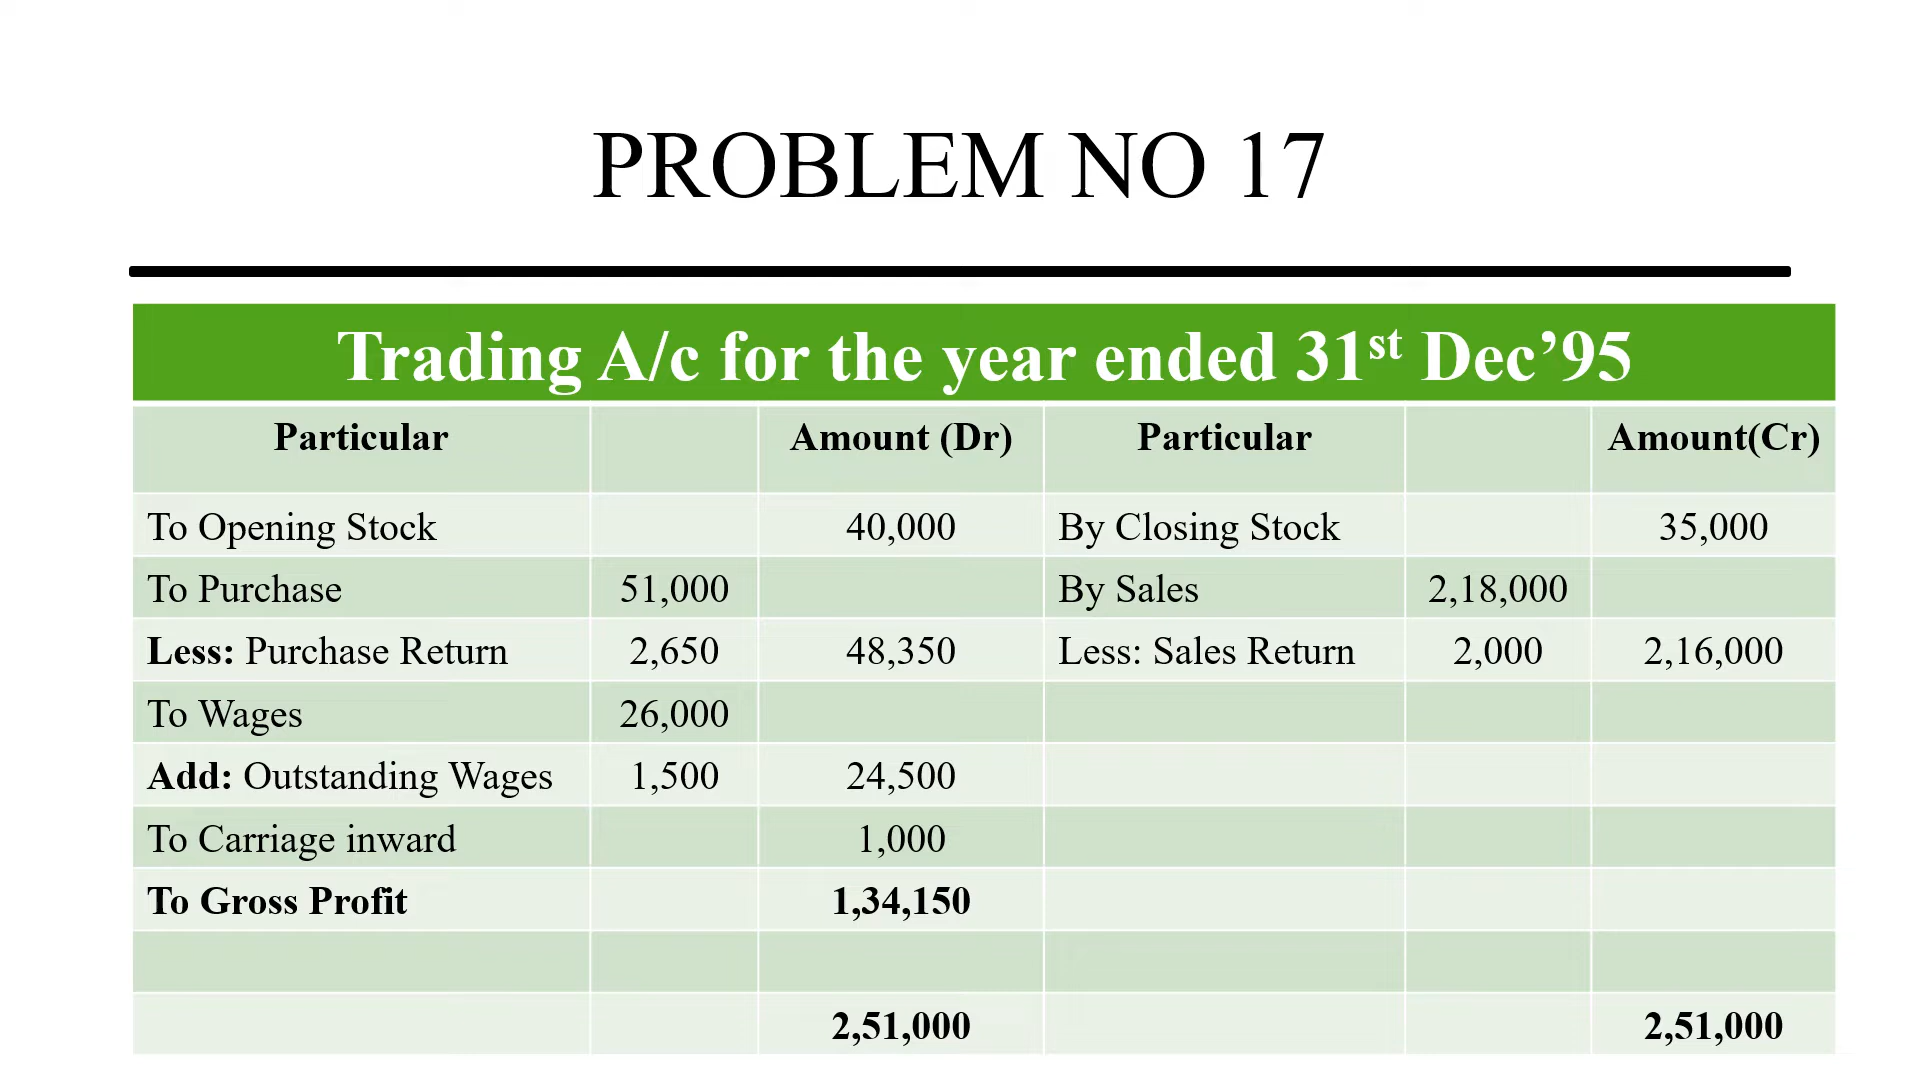 PROBLEM NO 17
Trading A/c for the year ended 31st Dec’95
Particular Amount (Dr) Particular Amount(Cr)
To Opening Stock 40,000 By Closing Stock 35,000
To Purchase 51,000 By Sales 2,18,000
Less: Purchase Return 2,650 48,350 Less: Sales Return 2,000 2,16,000
To Wages 26,000
Add: Outstanding Wages 1,500 24,500
To Carriage inward 1,000
To Gross Profit 1,34,150
2,51,000 2,51,000